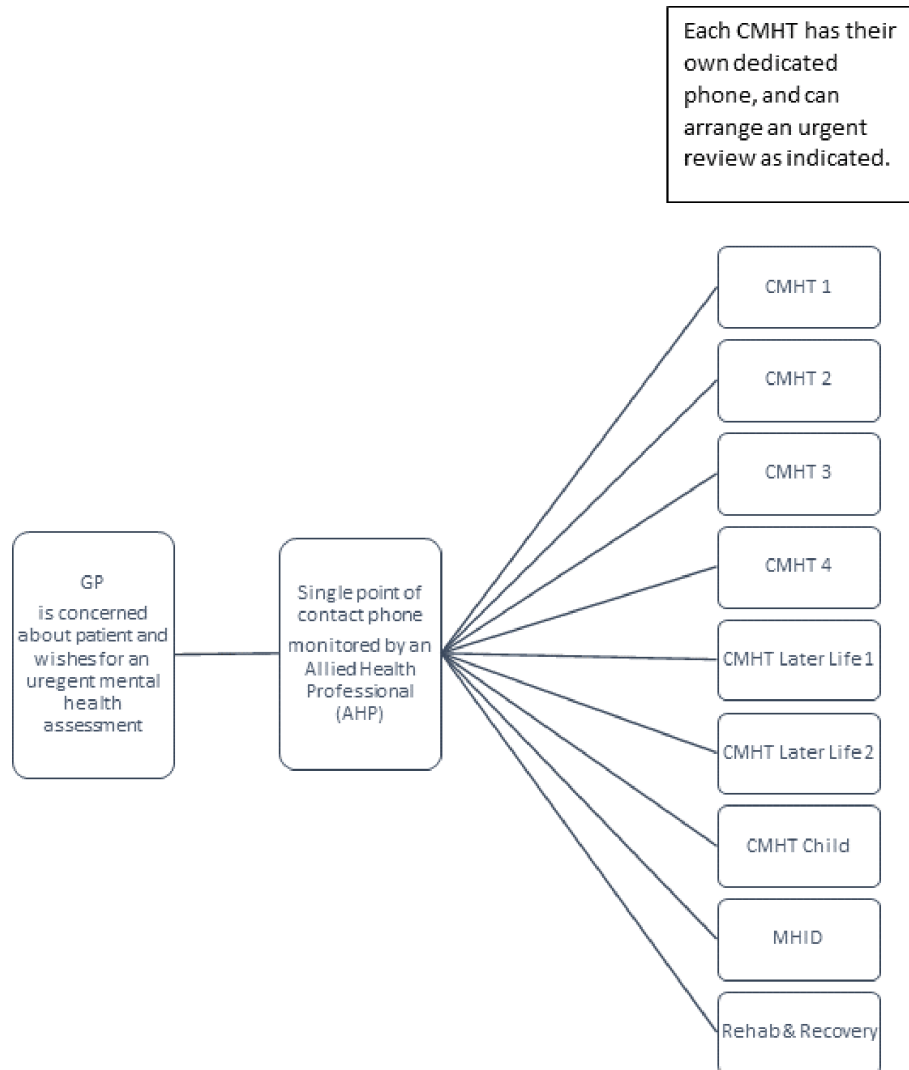 Each CMHT has their
own dedicated
phone, and can
arrange an urgent
review as indicated.
GP
is concerned
about patient and
wishes for an
uregent mental
health
assessment
Single point of
contact phone
monitored by an
Allied Health
Professional
(AHP)
CMHT 1
CMHT 2
CMHT 3
CMHT 4
CMHT Later Life 1
CMHT Later Life 2
CMHT Child
MHID
Rehab & Recovery